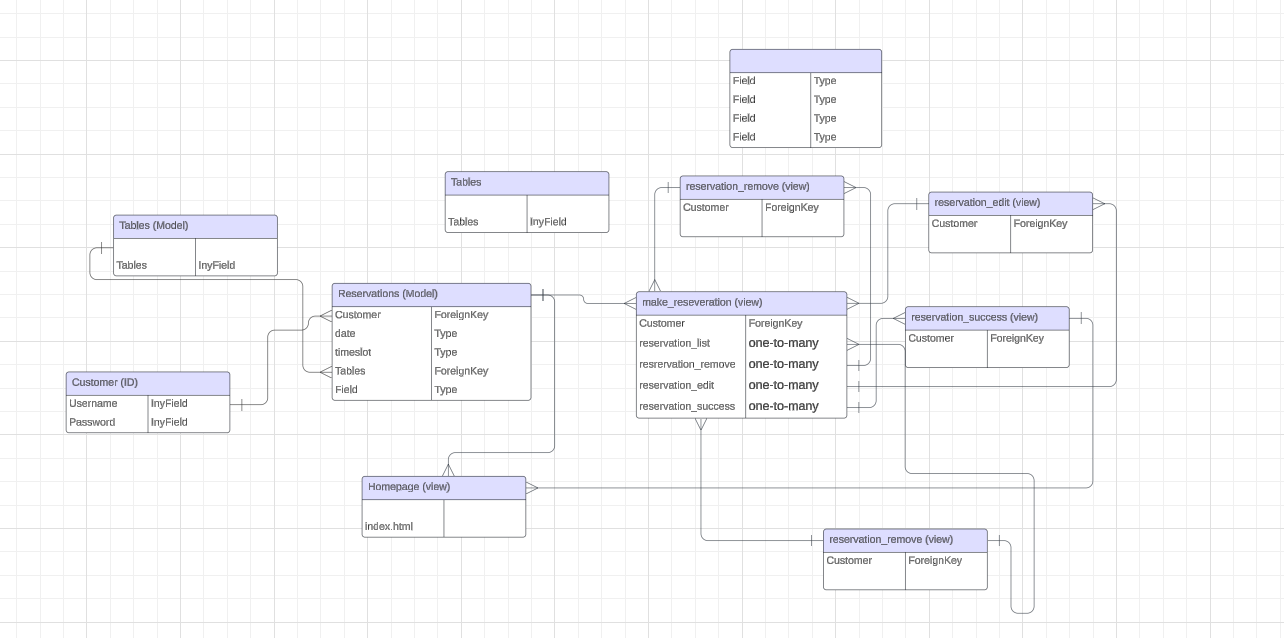 Field Type
Field Type
Field Type
Field Type
Tables
Tables InyField
reservation_remove (view)
Customer ForeignKey
reservation_edit (view)
Customer ForeignKey
Tables (Model)
Tables InyField
Reservations (Model)
Customer ForeignKey
date Type
timeslot Type
Tables ForeignKey
Field Type
make_reseveration (view)
Customer ForeignKey
reservation_list one-to-many
resrervation_remove one-to-many
reservation_edit one-to-many
reservation_success one-to-many
reservation_success (view)
Customer ForeignKey
Customer (ID)
Username InyField
Password InyField
Homepage (view)
index.html
reservation_remove (view)
Customer ForeignKey